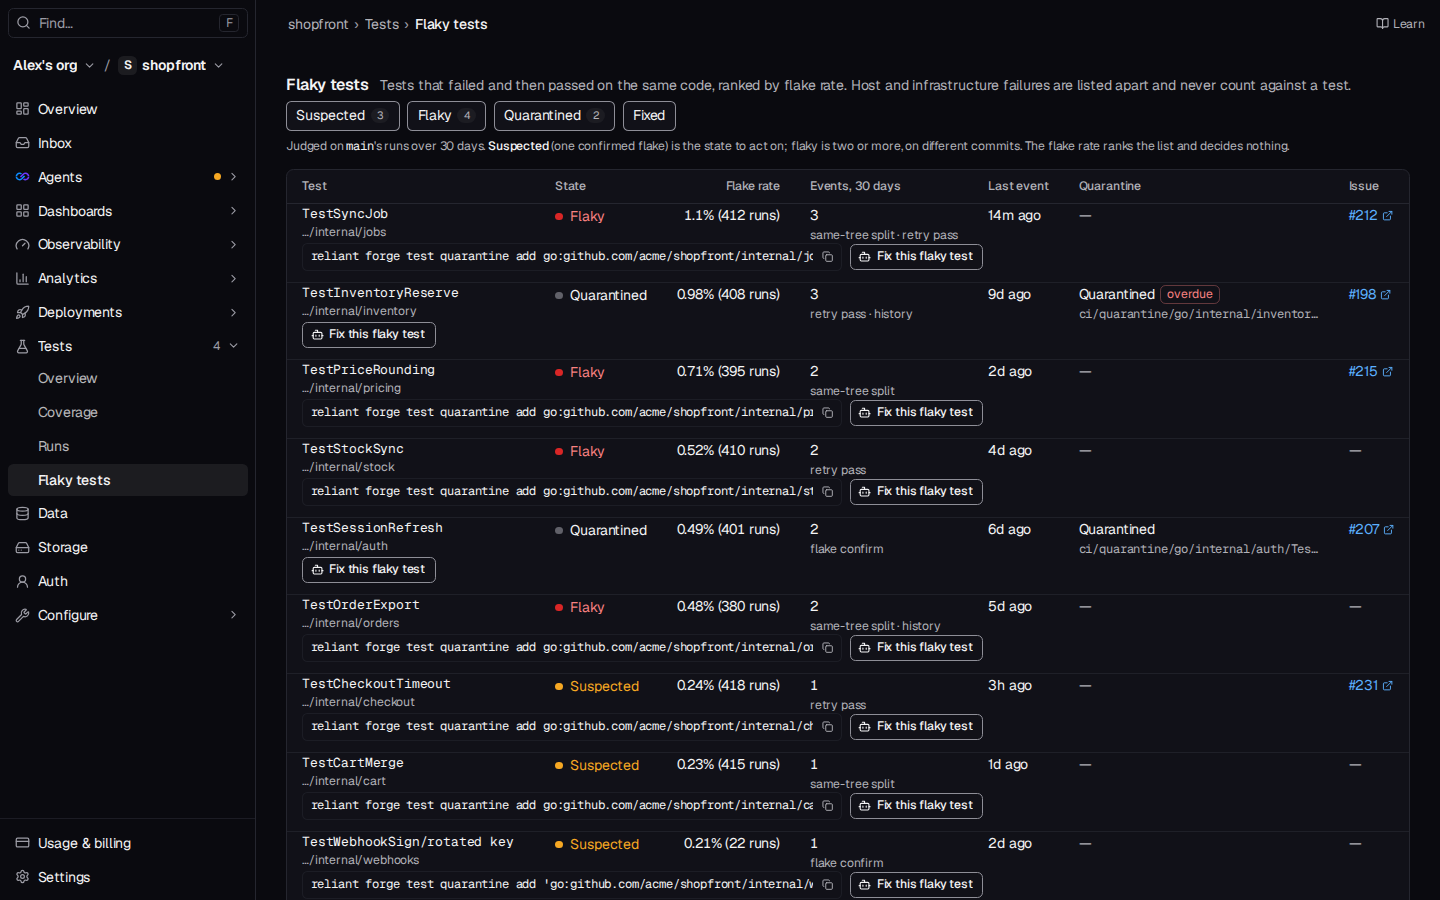 Find...
F
Alex's org / S shopfront
Overview
Inbox
Agents
Dashboards
Observability
Analytics
Deployments
Tests 4
Overview
Coverage
Runs
Flaky tests
Data
Storage
Auth
Configure
Usage & billing
Settings
shopfront › Tests › Flaky tests
Learn
Flaky tests Tests that failed and then passed on the same code, ranked by flake rate. Host and infrastructure failures are listed apart and never count against a test.
Suspected 3 Flaky 4 Quarantined 2 Fixed
Judged on main's runs over 30 days. Suspected (one confirmed flake) is the state to act on; flaky is two or more, on different commits. The flake rate ranks the list and decides nothing.
Test State Flake rate Events, 30 days Last event Quarantine Issue
TestSyncJob Flaky 1.1% (412 runs) 3 14m ago — #212
…/internal/jobs same-tree split · retry pass
reliant forge test quarantine add go:github.com/acme/shopfront/internal/jo Fix this flaky test
TestInventoryReserve Quarantined 0.98% (408 runs) 3 9d ago Quarantined overdue #198
…/internal/inventory retry pass · history ci/quarantine/go/internal/inventor…
Fix this flaky test
TestPriceRounding Flaky 0.71% (395 runs) 2 2d ago — #215
…/internal/pricing same-tree split
reliant forge test quarantine add go:github.com/acme/shopfront/internal/pr Fix this flaky test
TestStockSync Flaky 0.52% (410 runs) 2 4d ago — —
…/internal/stock retry pass
reliant forge test quarantine add go:github.com/acme/shopfront/internal/st Fix this flaky test
TestSessionRefresh Quarantined 0.49% (401 runs) 2 6d ago Quarantined #207
…/internal/auth flake confirm ci/quarantine/go/internal/auth/Tes…
Fix this flaky test
TestOrderExport Flaky 0.48% (380 runs) 2 5d ago — —
…/internal/orders same-tree split · history
reliant forge test quarantine add go:github.com/acme/shopfront/internal/or Fix this flaky test
TestCheckoutTimeout Suspected 0.24% (418 runs) 1 3h ago — #231
…/internal/checkout retry pass
reliant forge test quarantine add go:github.com/acme/shopfront/internal/ch Fix this flaky test
TestCartMerge Suspected 0.23% (415 runs) 1 1d ago — —
…/internal/cart same-tree split
reliant forge test quarantine add go:github.com/acme/shopfront/internal/ca Fix this flaky test
TestWebhookSign/rotated key Suspected 0.21% (22 runs) 1 2d ago — —
…/internal/webhooks flake confirm
reliant forge test quarantine add 'go:github.com/acme/shopfront/internal/w Fix this flaky test